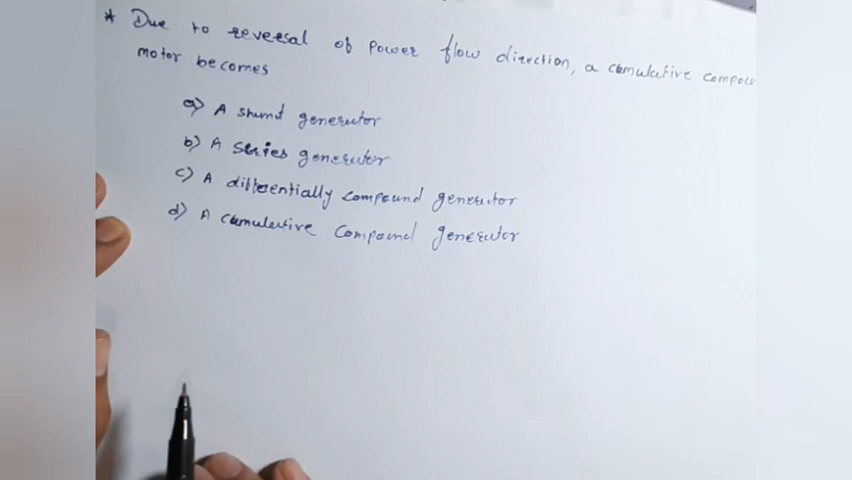 * Due to reversal of power flow direction, a cumulative compou
motor becomes
a) A shunt generator
b) A series generator
c) A differentially compound generator
d) A cumulative compound generator